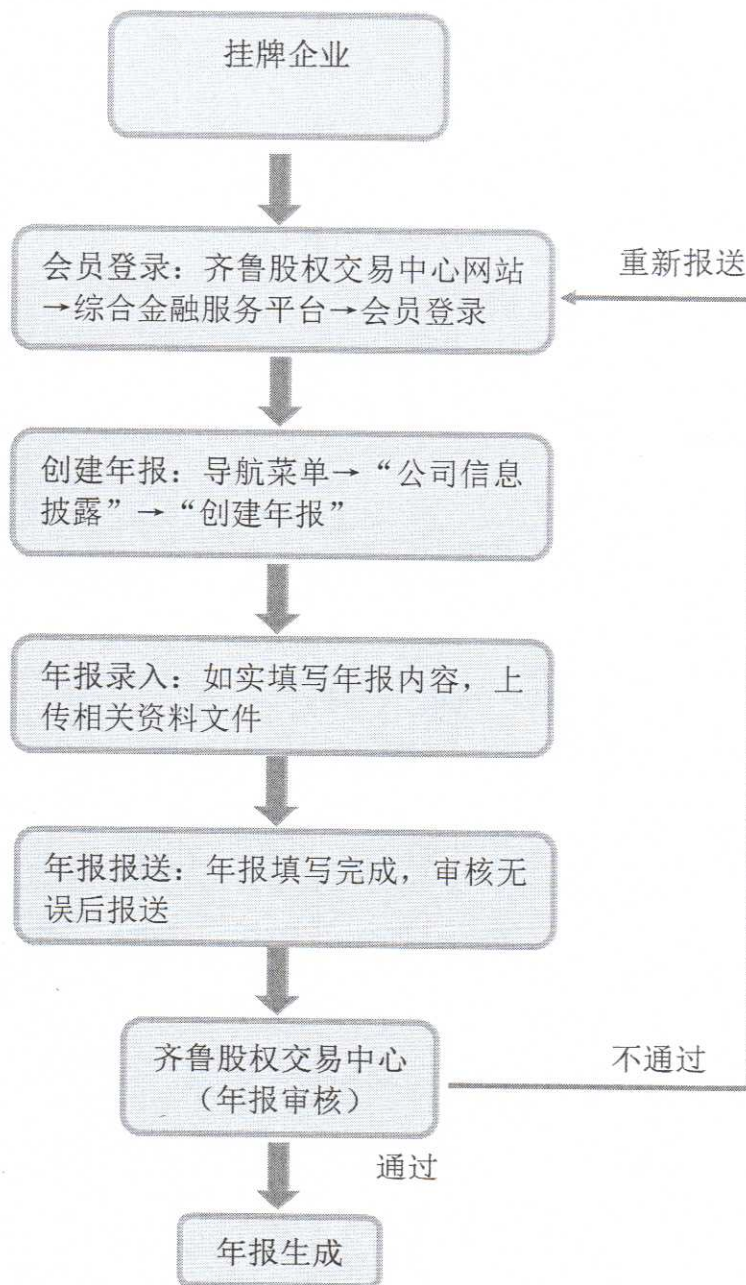 挂牌企业
会员登录：齐鲁股权交易中心网站
→综合金融服务平台→会员登录
重新报送
创建年报：导航菜单→“公司信息
披露”→“创建年报”
年报录入：如实填写年报内容，上
传相关资料文件
年报报送：年报填写完成，审核无
误后报送
齐鲁股权交易中心
（年报审核）
不通过
通过
年报生成